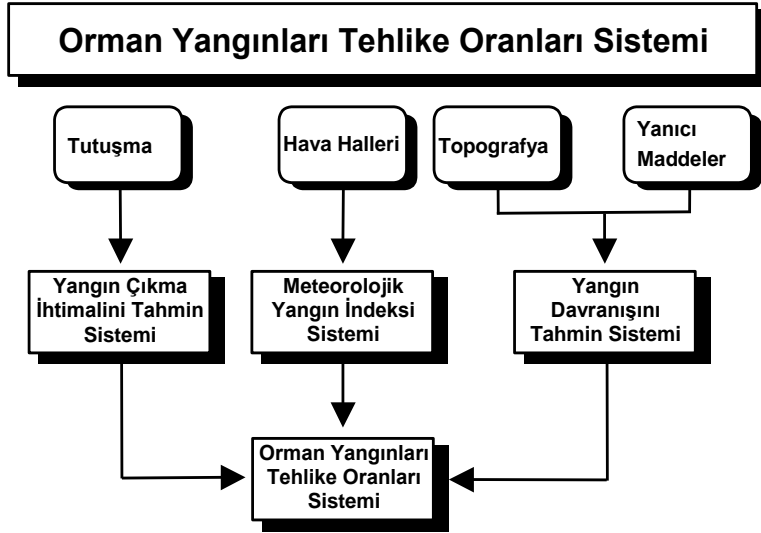 Orman Yangınları Tehlike Oranları Sistemi
Tutuşma
Hava Halleri
Topografya
Yanıcı
Maddeler
Yangın Çıkma
İhtimalini Tahmin
Sistemi
Meteorolojik
Yangın İndeksi
Sistemi
Yangın
Davranışını
Tahmin Sistemi
Orman Yangınları
Tehlike Oranları
Sistemi